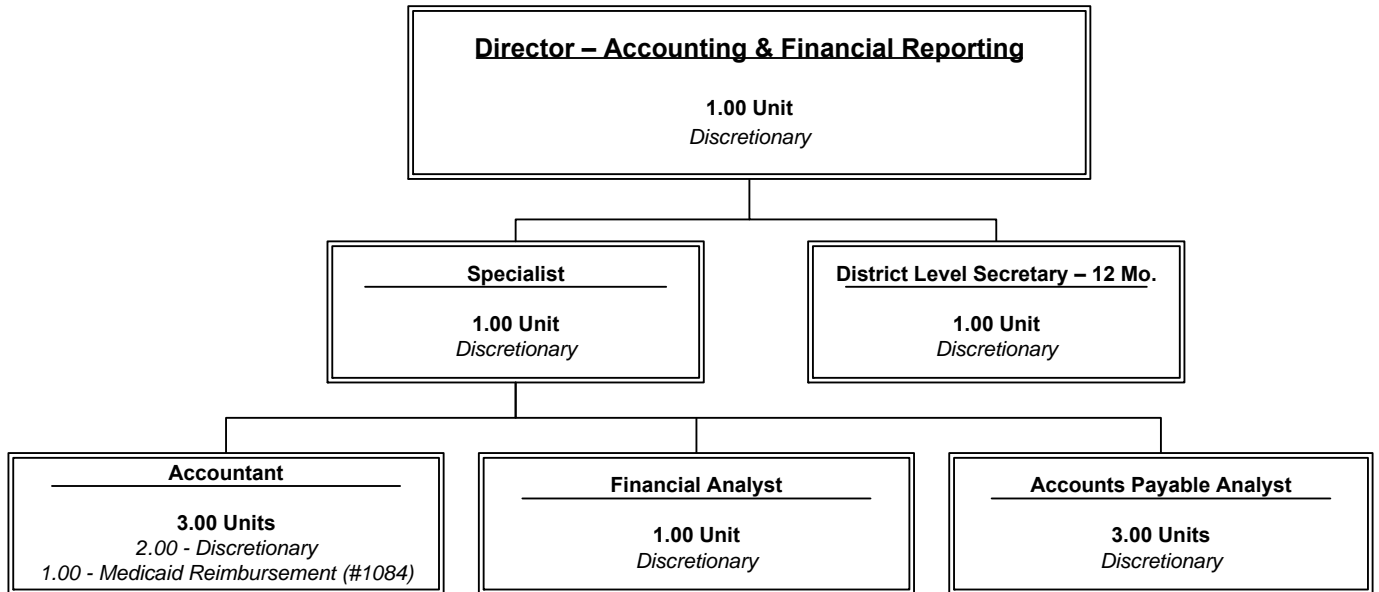 Director – Accounting & Financial Reporting
1.00 Unit
Discretionary
Specialist
1.00 Unit
Discretionary
District Level Secretary – 12 Mo.
1.00 Unit
Discretionary
Accountant
3.00 Units
2.00 - Discretionary
1.00 - Medicaid Reimbursement (#1084)
Financial Analyst
1.00 Unit
Discretionary
Accounts Payable Analyst
3.00 Units
Discretionary